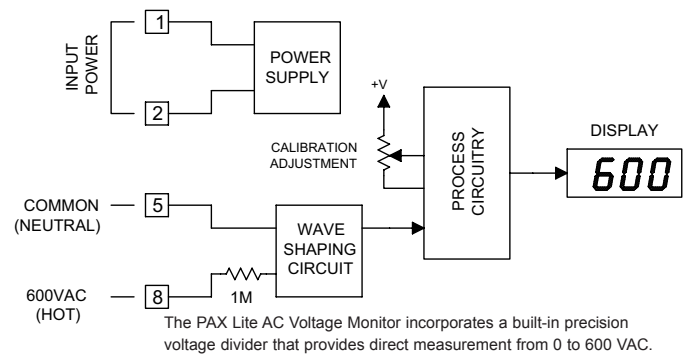 INPUT
POWER
1
2
POWER
SUPPLY
+V
CALIBRATION
ADJUSTMENT
PROCESS
CIRCUITRY
DISPLAY
600
COMMON
(NEUTRAL)
5
WAVE
SHAPING
CIRCUIT
600VAC
(HOT)
8
1M
The PAX Lite AC Voltage Monitor incorporates a built-in precision
voltage divider that provides direct measurement from 0 to 600 VAC.